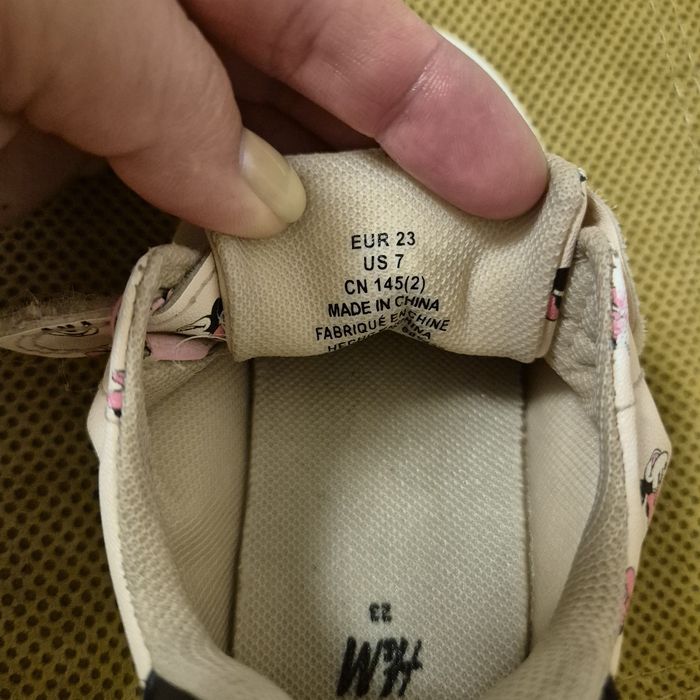 EUR 23
US 7
CN 145(2)
MADE IN CHINA
FABRIQUÉ EN CHINE
23
H&M